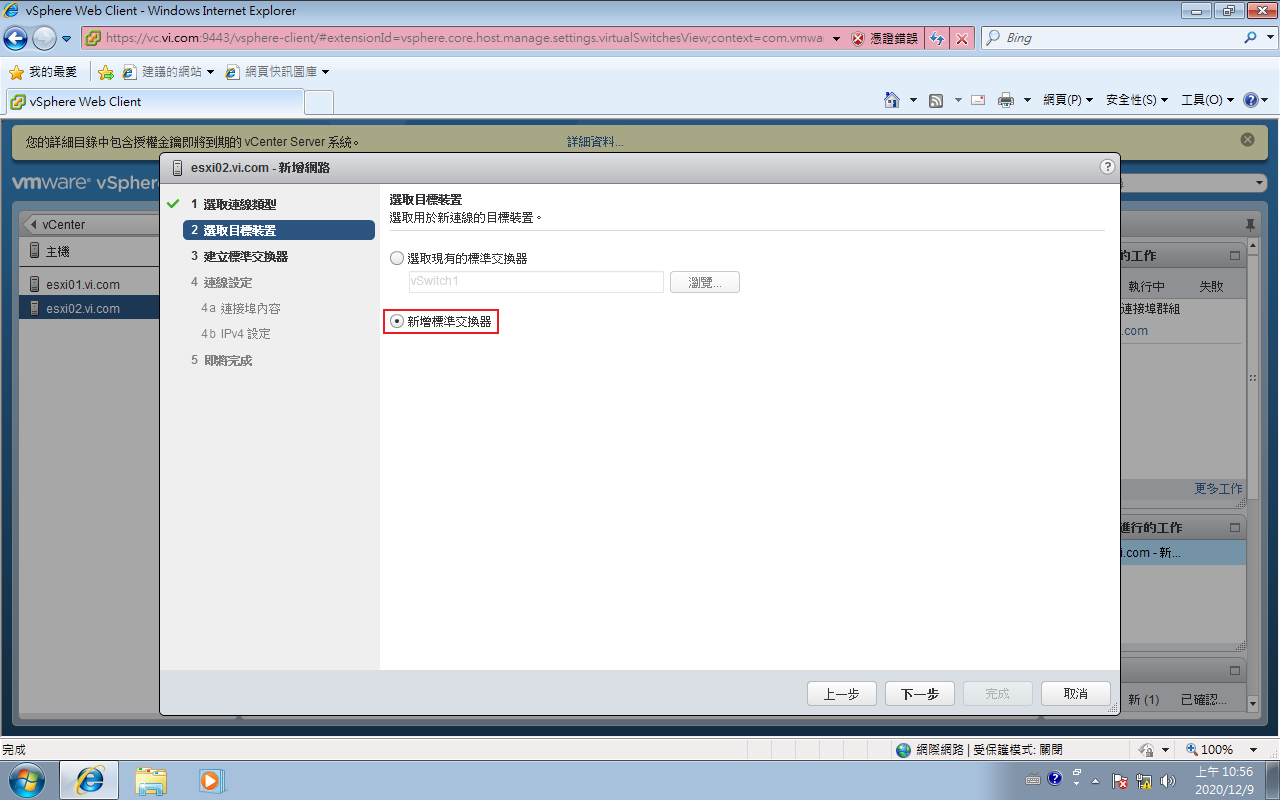 vSphere Web Client - Windows Internet Explorer
https://vc.vi.com:9443/vsphere-client/#extensionId=vsphere.core.host.manage.settings.virtualSwitchesView;context=com.vmwa
憑證錯誤
Bing
我的最愛
建議的網站
網頁快訊圖庫
vSphere Web Client
網頁(P)
安全性(S)
工具(O)
您的詳細目錄中包含授權金鑰即將到期的 vCenter Server 系統。
詳細資料...
vmware vSpher
esxi02.vi.com - 新增網路
vCenter
主機
esxi01.vi.com
esxi02.vi.com
1 選取連線類型
2 選取目標裝置
3 建立標準交換器
4 連線設定
4a 連接埠內容
4b IPv4 設定
5 即將完成
選取目標裝置
選取用於新連線的目標裝置。
選取現有的標準交換器
vSwitch1
瀏覽...
新增標準交換器
上一步
下一步
完成
取消
的工作
執行中
失敗
連接埠群組
.com
更多工作
進行的工作
i.com - 新...
新 (1)
已確認...
完成
網際網路 | 受保護模式: 關閉
100%
上午 10:56
2020/12/9